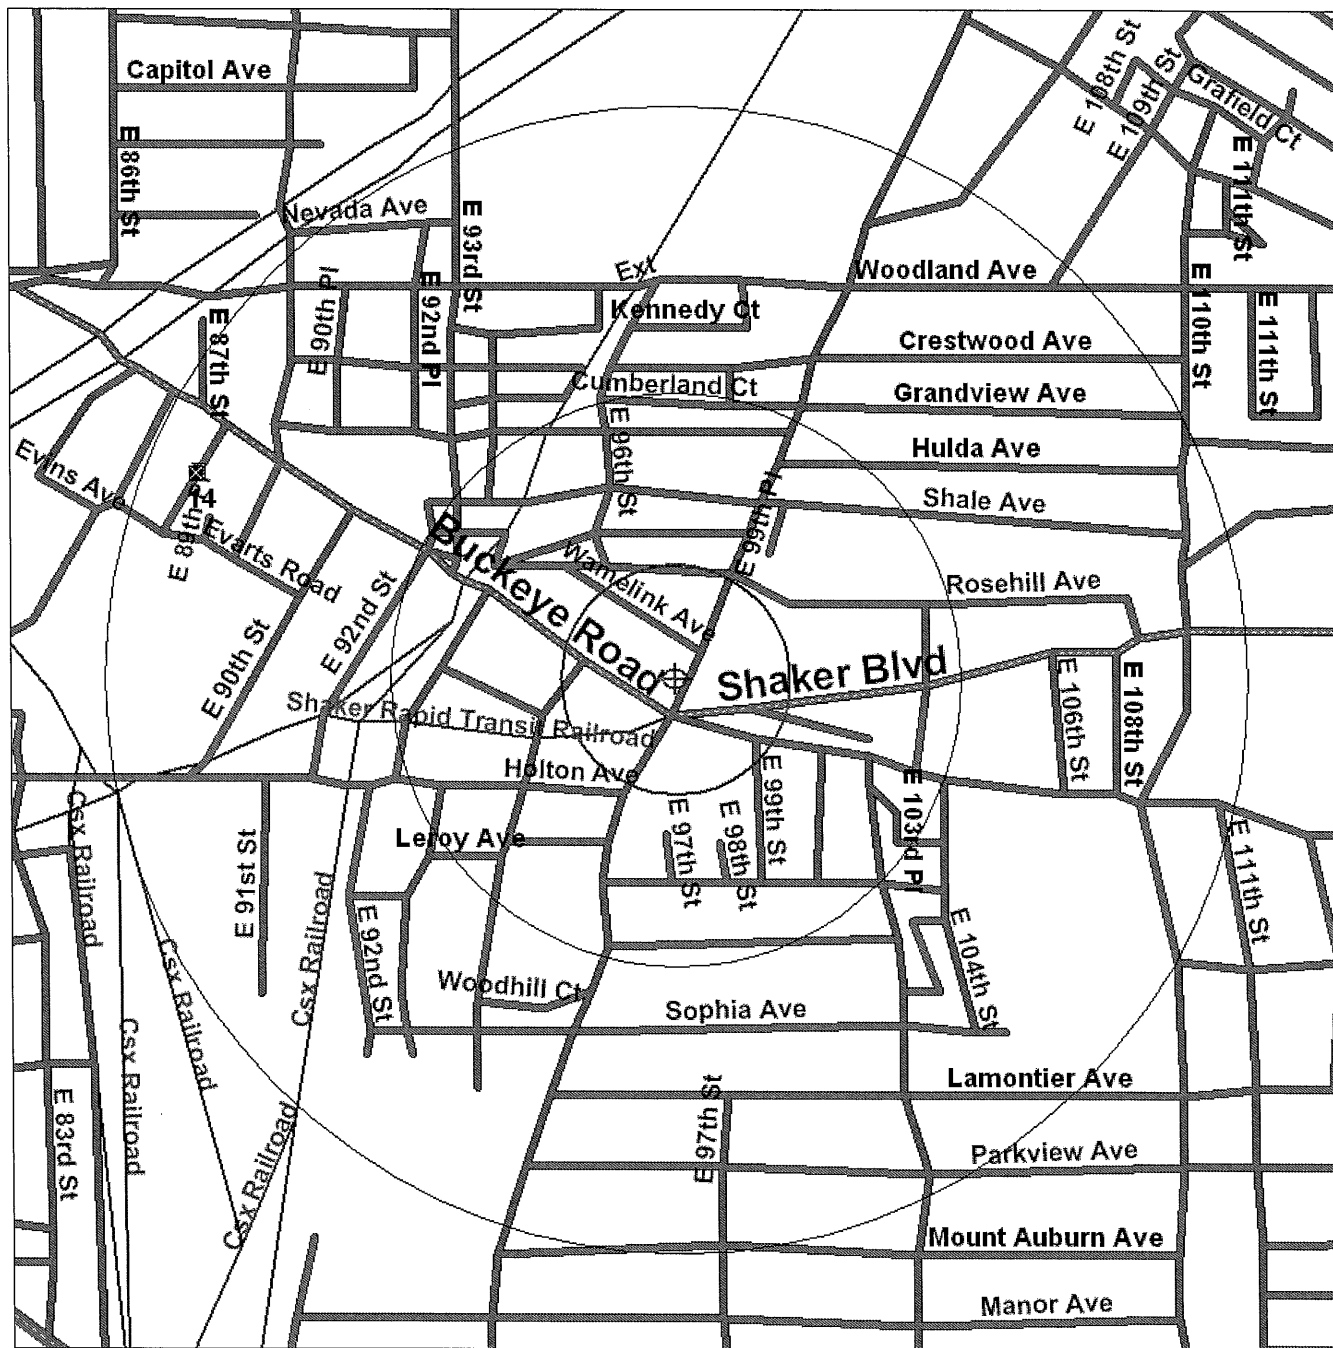 Capitol Ave
E 86th St
Nevada Ave
E 93rd St
E 108th St
E 109th St
Grafield Ct
E 111th St
Ext
Woodland Ave
E 110th St
E 111th St
E 87th St
E 90th Pl
E 92nd Pl
Kennedy Ct
Crestwood Ave
Cumberland Ct
Grandview Ave
E 96th St
Hulda Ave
Evins Ave
14
E 89th
Shale Ave
E 99th Pl
Evarts Road
Buckeye Road
Wamelink Ave
Rosehill Ave
E 92nd St
E 90th St
Shaker Blvd
E 106th St
E 108th St
Shaker Rapid Transit Railroad
Holton Ave
E 99th St
E 103rd Pl
E 97th St
E 98th St
Leroy Ave
E 91st St
Csx Railroad
E 111th St
E 92nd St
Csx Railroad
Csx Railroad
E 104th St
Woodhill Ct
Sophia Ave
Csx Railroad
Lamontier Ave
E 83rd St
E 97th St
Csx Railroad
Parkview Ave
Mount Auburn Ave
Manor Ave